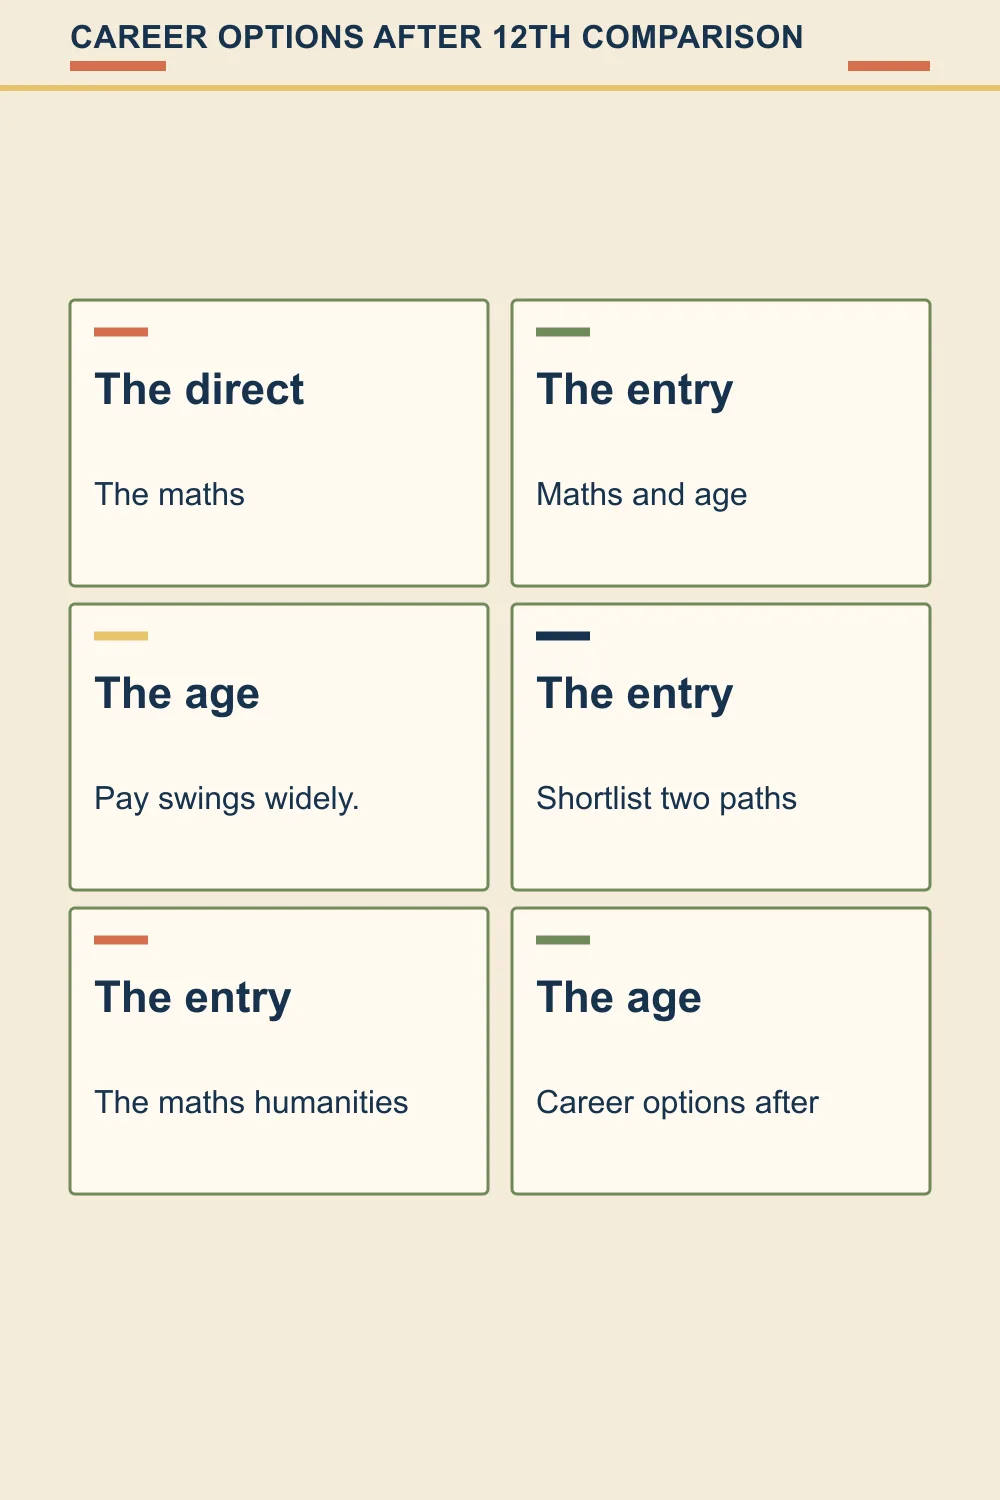 CAREER OPTIONS AFTER 12TH COMPARISON
The direct
The maths
The entry
Maths and age
The age
Pay swings widely.
The entry
Shortlist two paths
The entry
The maths humanities
The age
Career options after